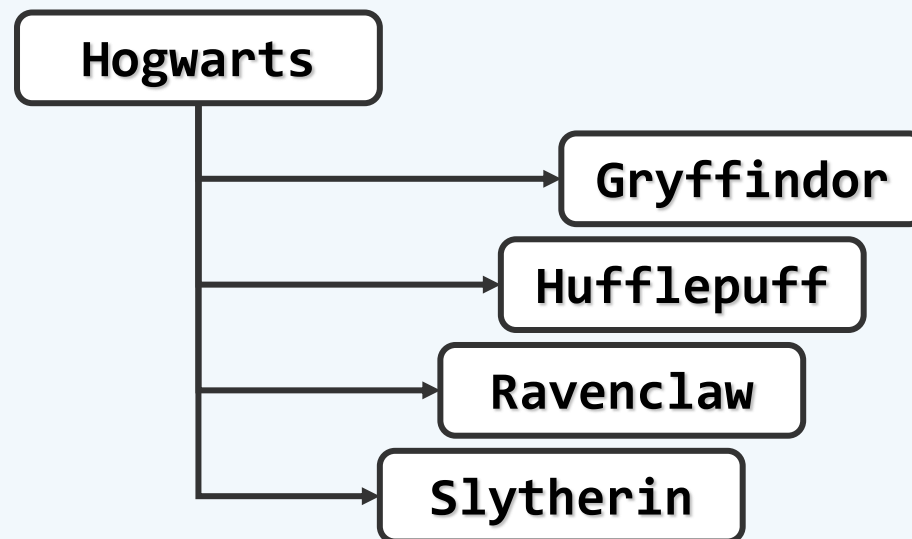 Hogwarts
Gryffindor
Hufflepuff
Ravenclaw
Slytherin